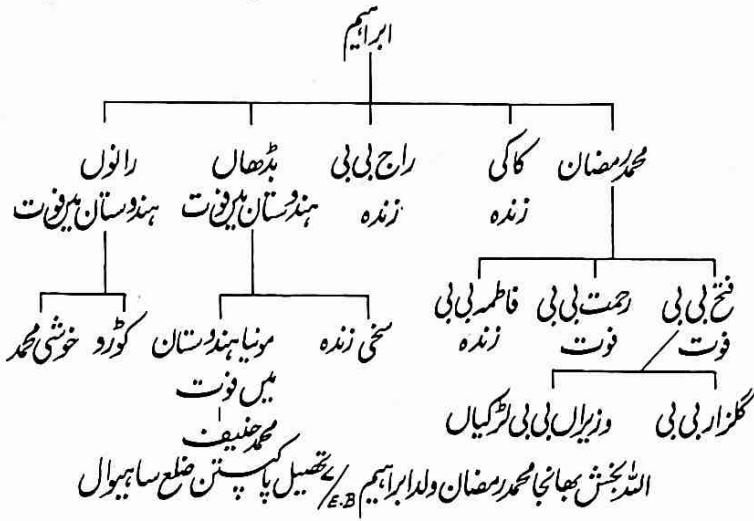 ابراہیم
محمد رمضان کاکی راج بی بی بڈھاں رانوں
زندہ زندہ ہندوستان میں فوت ہندوستان میں فوت
فتح بی بی رحمت بی بی فاطمہ بی بی سخی زندہ مونیا ہندوستان کوڑو خوشی محمد
فوت فوت زندہ میں فوت
گلزار بی بی وزیراں بی بی لڑکیاں محمد حنیف
اللہ بخش بھانجا محمد رمضان ولد ابراہیم 7/E.B تحصیل پاکپتن ضلع ساہیوال